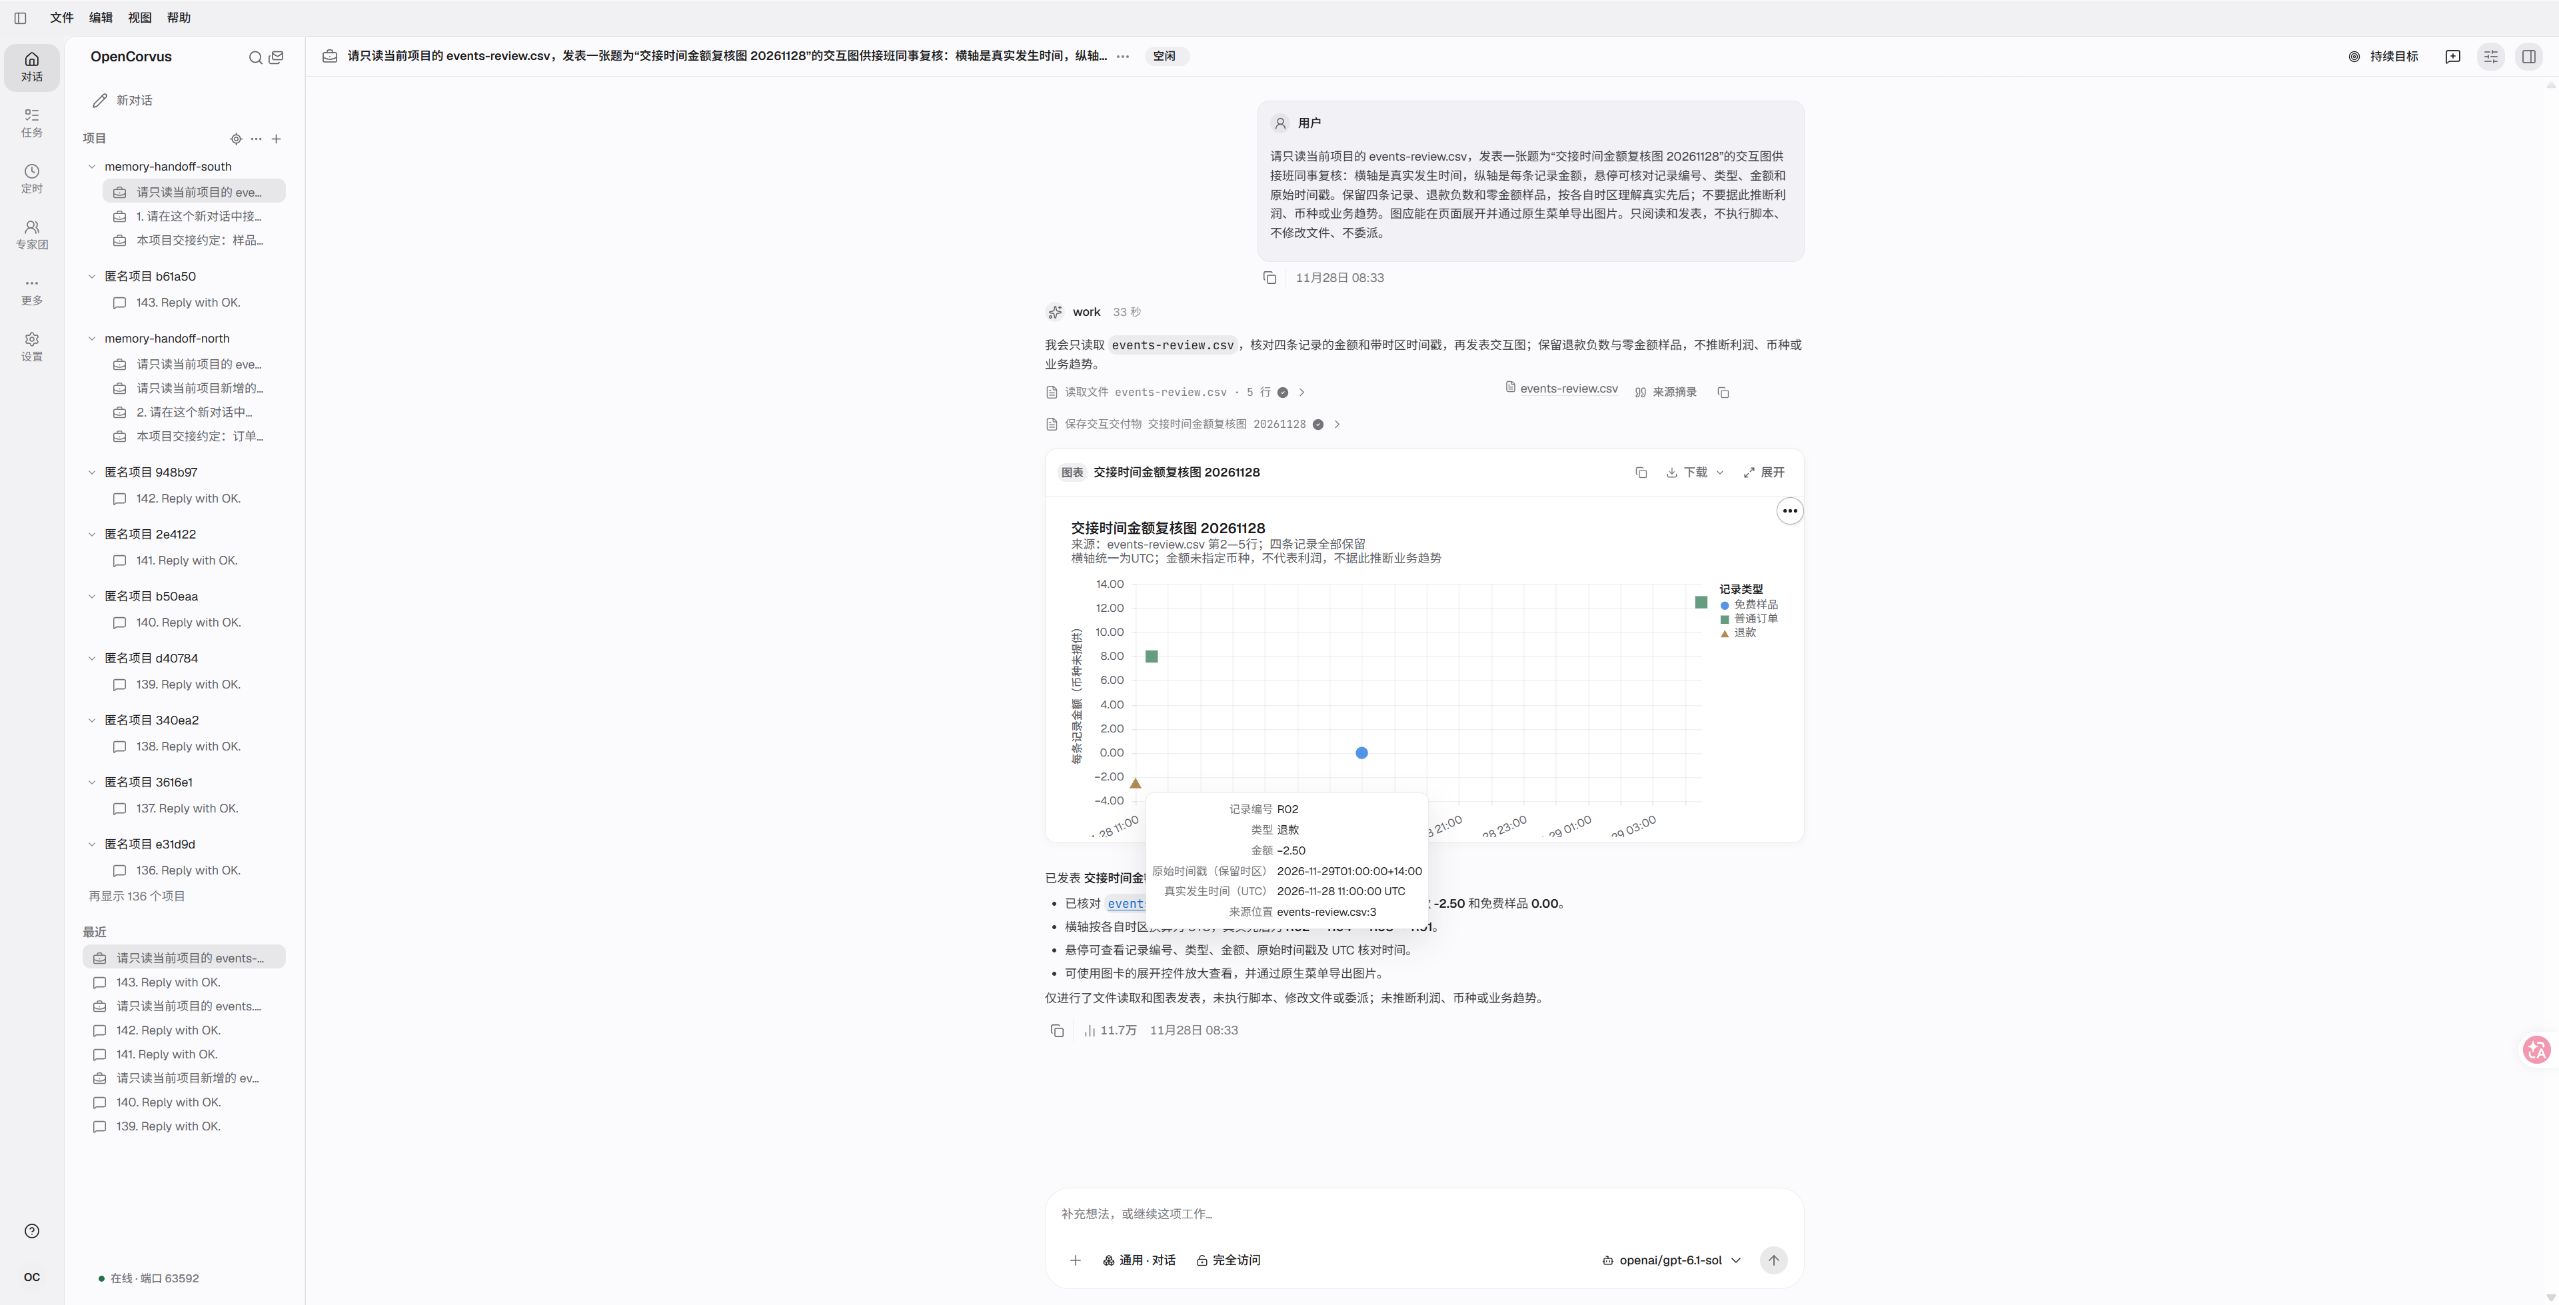 文件 编辑 视图 帮助
对话
任务
定时
专家团
更多
设置
OC
OpenCorvus
新对话
项目
memory-handoff-south
请只读当前项目的 eve...
1. 请在这个新对话中接...
本项目交接约定：样品...
匿名项目 b61a50
143. Reply with OK.
memory-handoff-north
请只读当前项目的 eve...
请只读当前项目新增的...
2. 请在这个新对话中...
本项目交接约定：订单...
匿名项目 948b97
142. Reply with OK.
匿名项目 2e4122
141. Reply with OK.
匿名项目 b50eaa
140. Reply with OK.
匿名项目 d40784
139. Reply with OK.
匿名项目 340ea2
138. Reply with OK.
匿名项目 3616e1
137. Reply with OK.
匿名项目 e31d9d
136. Reply with OK.
再显示 136 个项目
最近
请只读当前项目的 events-...
143. Reply with OK.
请只读当前项目的 events....
142. Reply with OK.
141. Reply with OK.
请只读当前项目新增的 ev...
140. Reply with OK.
139. Reply with OK.
在线 · 端口 63592
请只读当前项目的 events-review.csv，发表一张题为“交接时间金额复核图 20261128”的交互图供接班同事复核：横轴是真实发生时间，纵轴... 空闲
持续目标
用户
请只读当前项目的 events-review.csv，发表一张题为“交接时间金额复核图 20261128”的交互图供
接班同事复核：横轴是真实发生时间，纵轴是每条记录金额，悬停可核对记录编号、类型、金额和
原始时间戳。保留四条记录、退款负数和零金额样品，按各自时区理解真实先后；不要据此推断利
润、币种或业务趋势。图应能在页面展开并通过原生菜单导出图片。只阅读和发表，不执行脚本、
不修改文件、不委派。
11月28日 08:33
work 33 秒
我会只读取 events-review.csv，核对四条记录的金额和带时区时间戳，再发表交互图；保留退款负数与零金额样品，不推断利润、币种或
业务趋势。
读取文件 events-review.csv · 5 行 events-review.csv 来源摘录
保存交互交付物 交接时间金额复核图 20261128
图表 交接时间金额复核图 20261128 下载 展开
交接时间金额复核图 20261128
来源：events-review.csv 第2—5行；四条记录全部保留
横轴统一为UTC；金额未指定币种，不代表利润，不据此推断业务趋势
每条记录金额（币种未提供）
14.00
12.00
10.00
8.00
6.00
4.00
2.00
0.00
−2.00
−4.00
28 11:00
21:00
28 23:00
29 01:00
29 03:00
记录类型
免费样品
普通订单
退款
记录编号 R02
类型 退款
金额 −2.50
原始时间戳（保留时区） 2026-11-29T01:00:00+14:00
真实发生时间（UTC） 2026-11-28 11:00:00 UTC
来源位置 events-review.csv:3
已发表 交接时间金
已核对 event -2.50 和免费样品 0.00。
横轴按各自时区
悬停可查看记录编号、类型、金额、原始时间戳及 UTC 核对时间。
可使用图卡的展开控件放大查看，并通过原生菜单导出图片。
仅进行了文件读取和图表发表，未执行脚本、修改文件或委派；未推断利润、币种或业务趋势。
11.7万 11月28日 08:33
补充想法，或继续这项工作...
通用 · 对话 完全访问 openai/gpt-6.1-sol